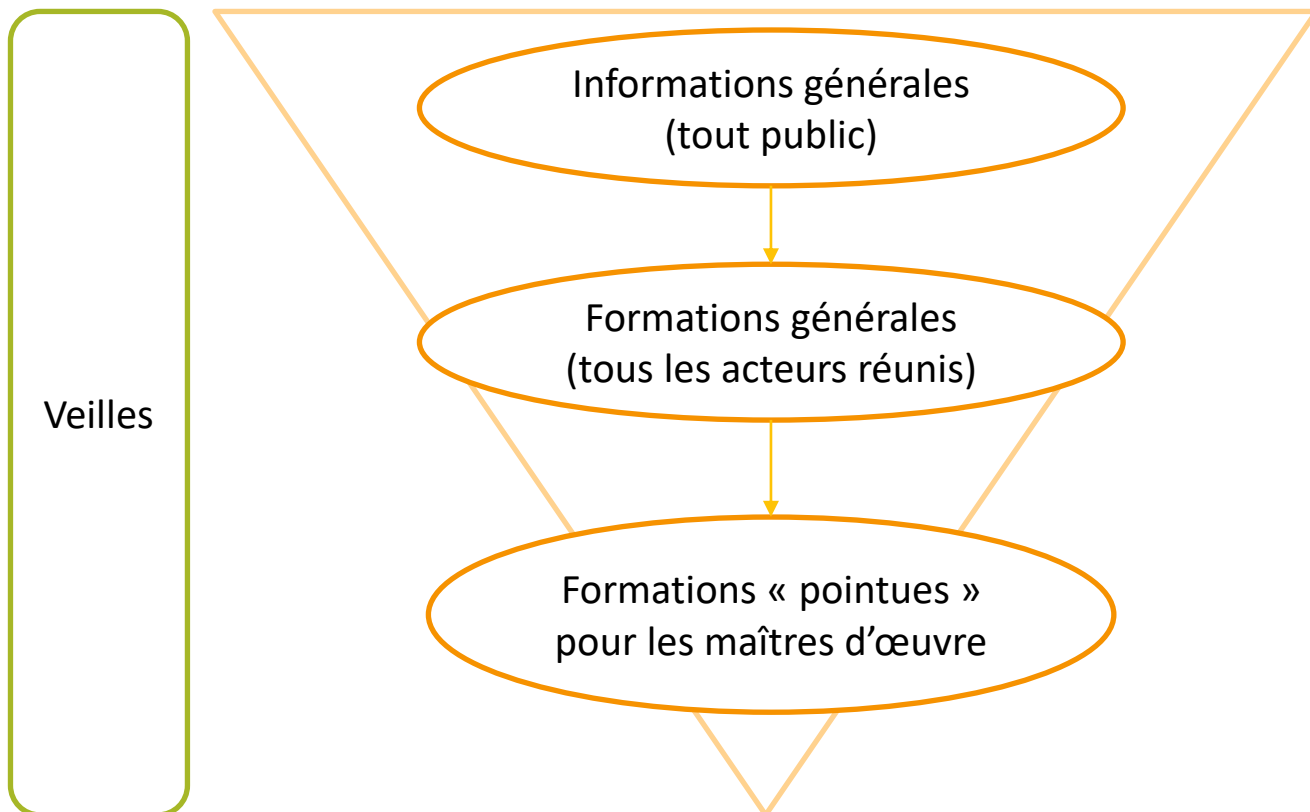 Veilles
Informations générales
(tout public)
Formations générales
(tous les acteurs réunis)
Formations « pointues »
pour les maîtres d’œuvre